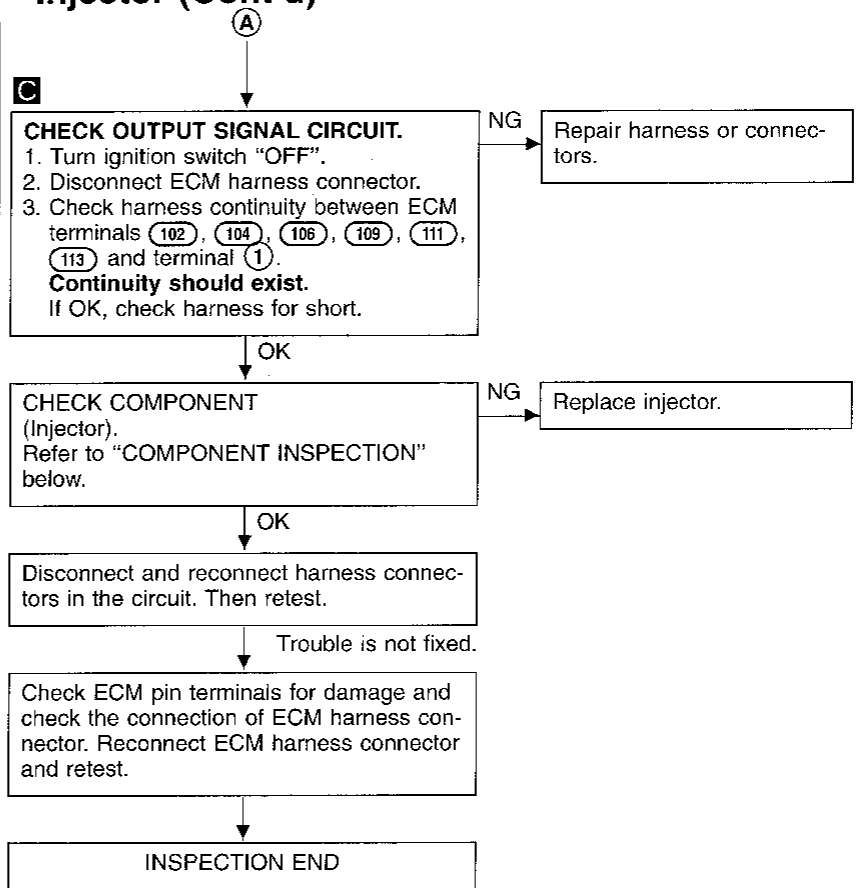 Injector (Cont'd)
A
C
CHECK OUTPUT SIGNAL CIRCUIT.
1. Turn ignition switch “OFF”.
2. Disconnect ECM harness connector.
3. Check harness continuity between ECM
terminals 102, 104, 106, 109, 111,
113 and terminal 1.
Continuity should exist.
If OK, check harness for short.
NG
Repair harness or connec-
tors.
OK
CHECK COMPONENT
(Injector).
Refer to “COMPONENT INSPECTION”
below.
NG
Replace injector.
OK
Disconnect and reconnect harness connec-
tors in the circuit. Then retest.
Trouble is not fixed.
Check ECM pin terminals for damage and
check the connection of ECM harness con-
nector. Reconnect ECM harness connector
and retest.
INSPECTION END